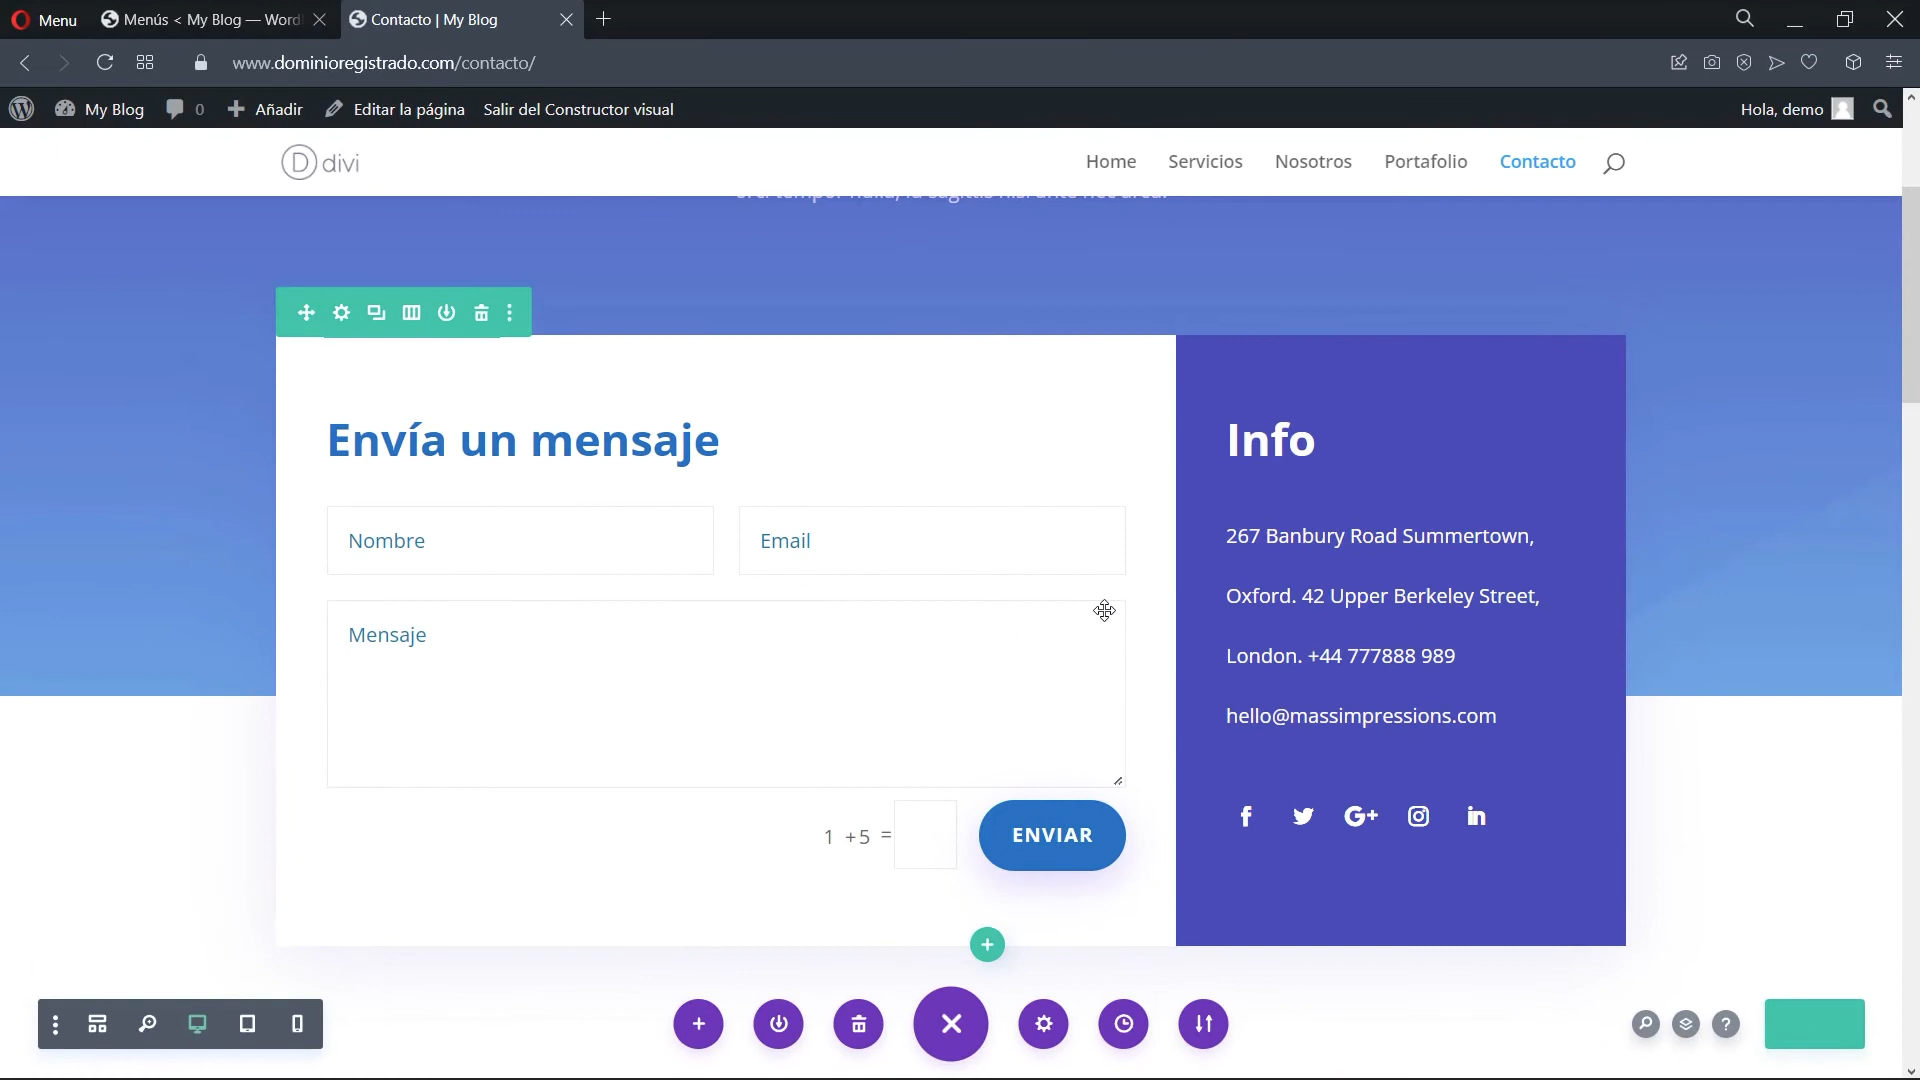 Menu
Menús < My Blog — Word
Contacto | My Blog
www.dominioregistrado.com/contacto/
My Blog
0
Añadir
Editar la página
Salir del Constructor visual
Hola, demo
D divi
Home
Servicios
Nosotros
Portafolio
Contacto
Envía un mensaje
Nombre
Email
Mensaje
1 +5 =
ENVIAR
Info
267 Banbury Road Summertown,
Oxford. 42 Upper Berkeley Street,
London. +44 777888 989
hello@massimpressions.com